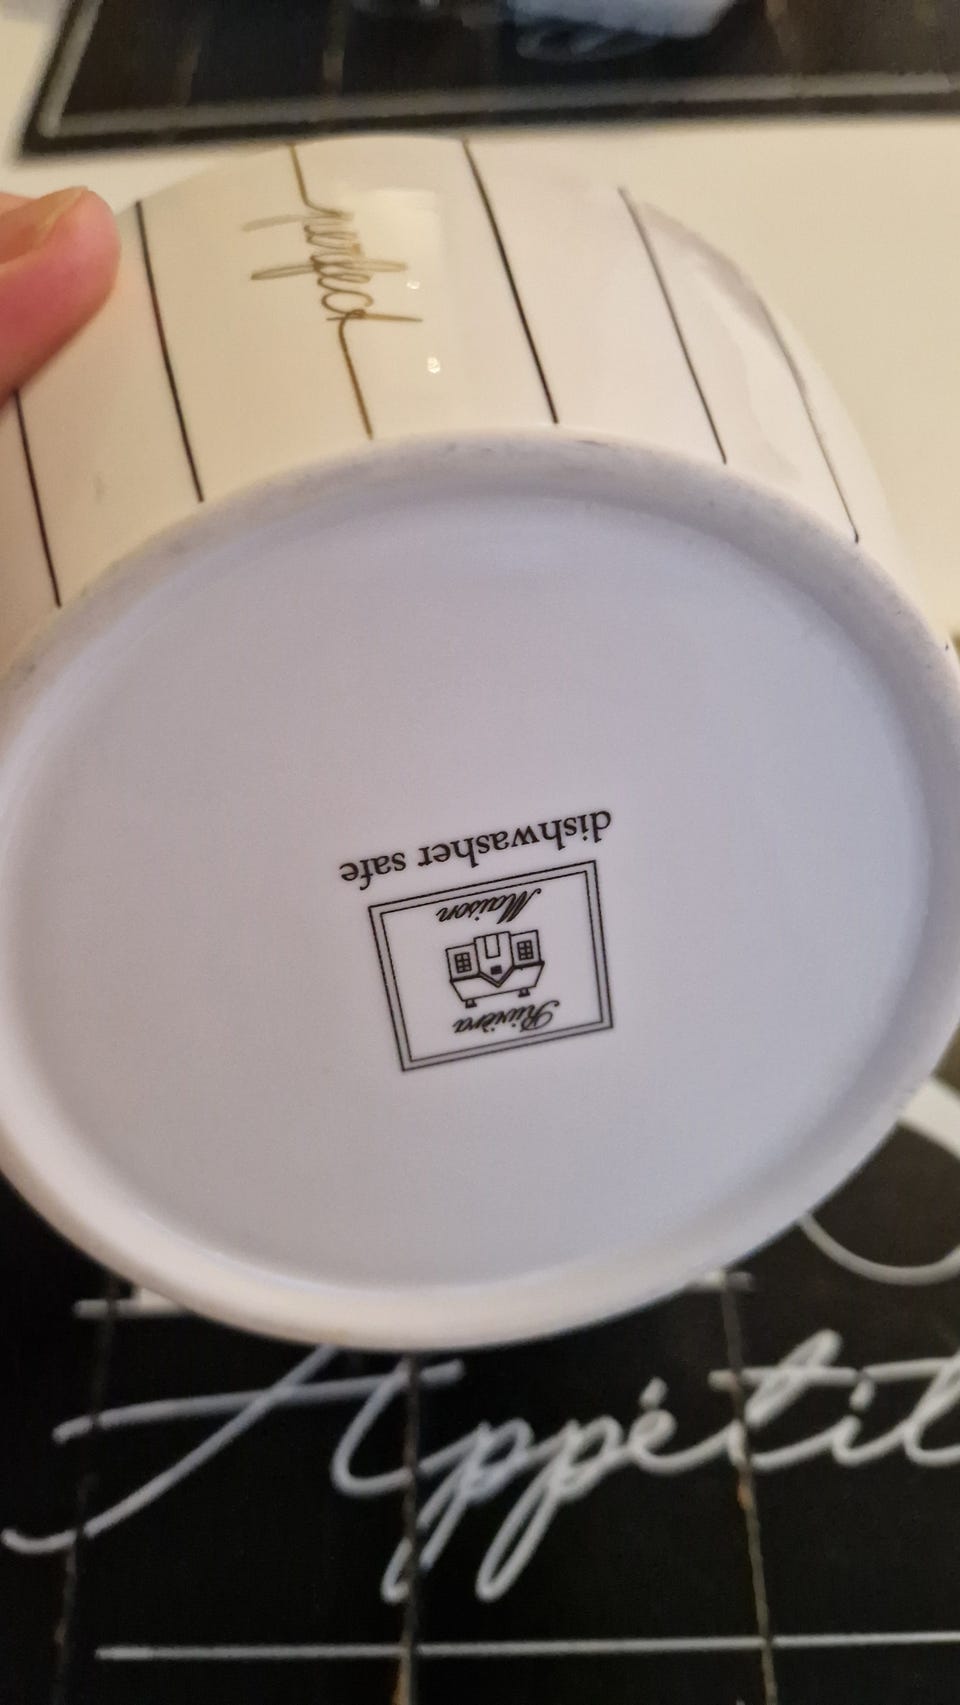 perfect
dishwasher safe
Rivièra
Maison
Appétit